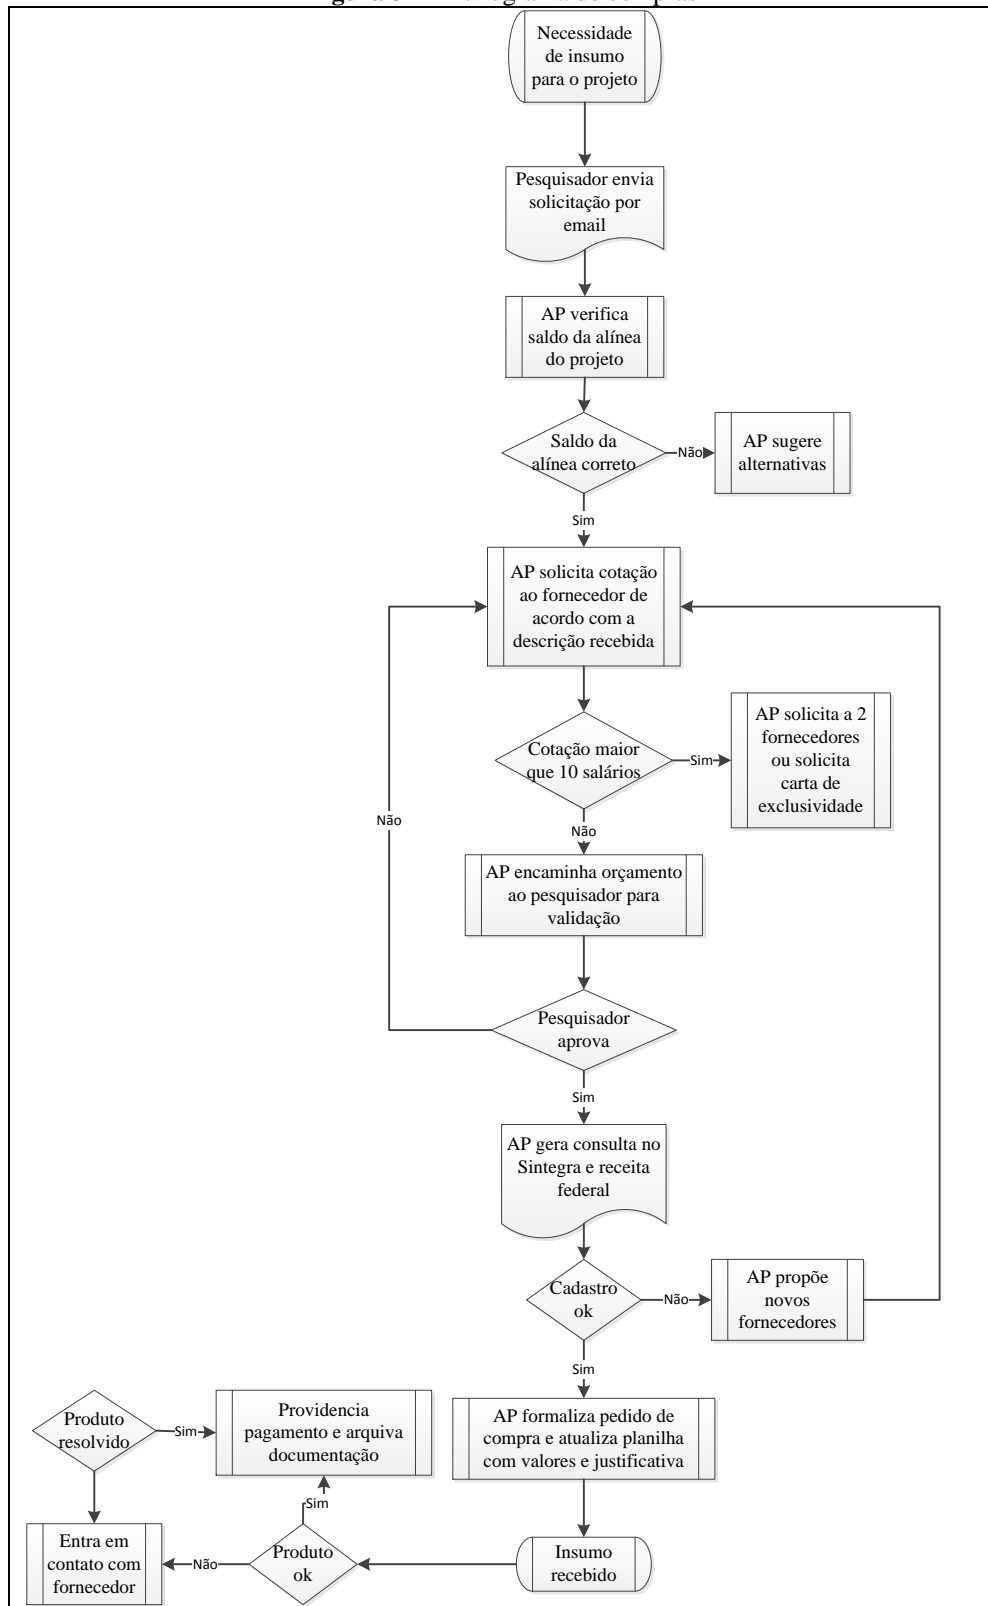 Necessidade
de insumo
para o projeto
Pesquisador envia
solicitação por
email
AP verifica
saldo da alínea
do projeto
Saldo da
alínea correto
Não
AP sugere
alternativas
Sim
AP solicita cotação
ao fornecedor de
acordo com a
descrição recebida
Cotação maior
que 10 salários
Sim
AP solicita a 2
fornecedores
ou solicita
carta de
exclusividade
Não
Não
AP encaminha orçamento
ao pesquisador para
validação
Pesquisador
aprova
Sim
AP gera consulta no
Sintegra e receita
federal
Cadastro
ok
Não
AP propõe
novos
fornecedores
Sim
AP formaliza pedido de
compra e atualiza planilha
com valores e justificativa
Produto
resolvido
Sim
Providencia
pagamento e arquiva
documentação
Sim
Entra em
contato com
fornecedor
Não
Produto
ok
Insumo
recebido